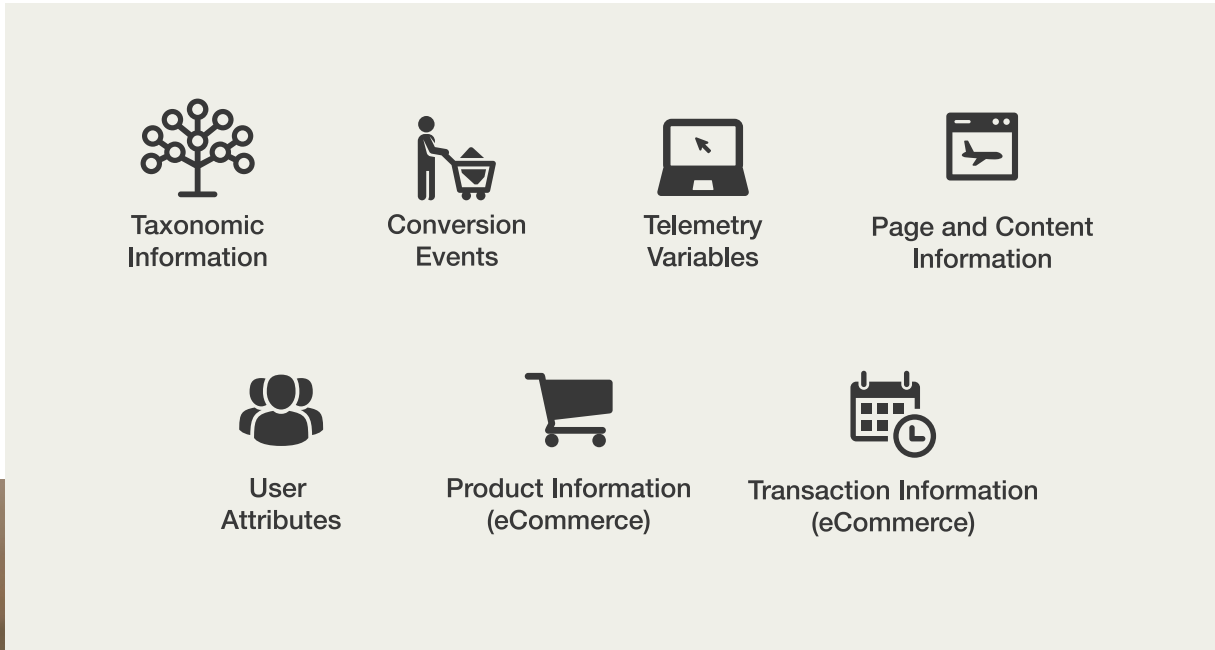 Taxonomic
Information
Conversion
Events
Telemetry
Variables
Page and Content
Information
User
Attributes
Product Information
(eCommerce)
Transaction Information
(eCommerce)